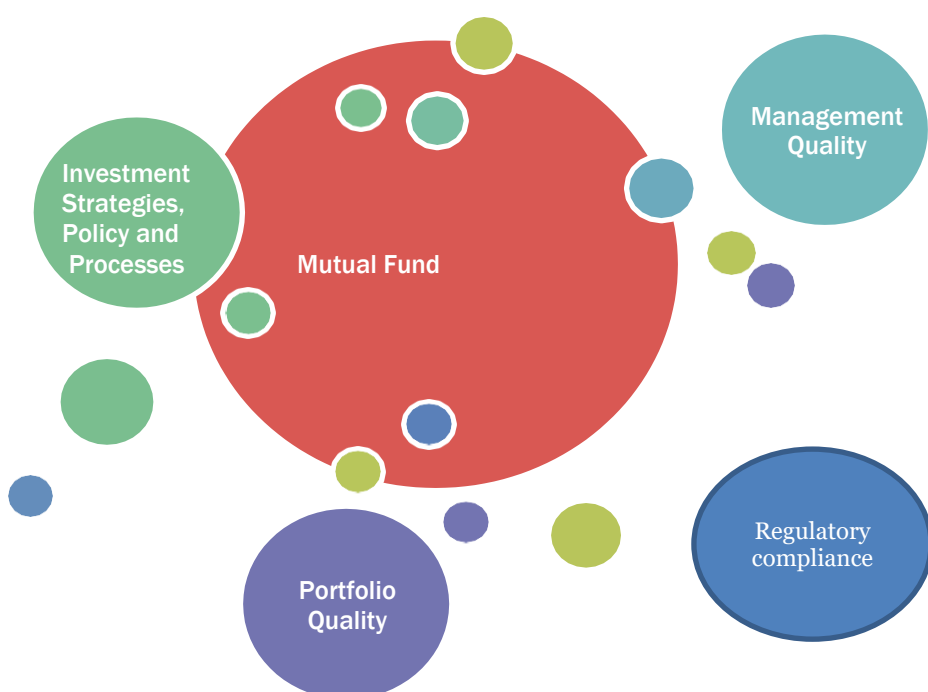 Management
Quality
Investment
Strategies,
Policy and
Processes
Mutual Fund
Regulatory
compliance
Portfolio
Quality